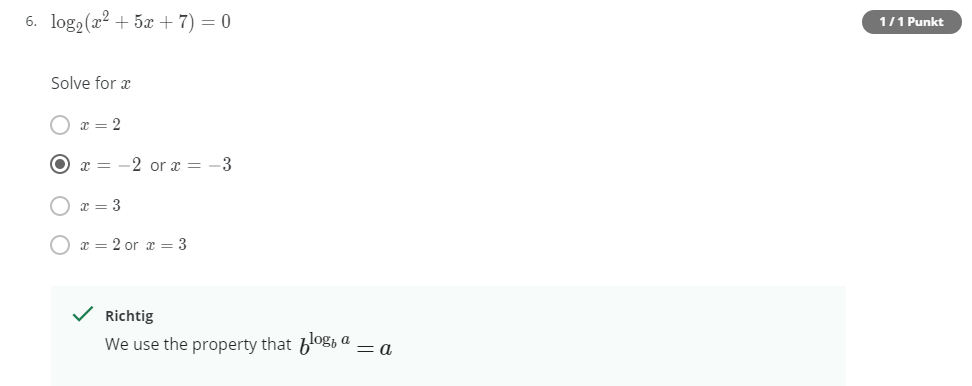 6. log₂(x² + 5x + 7) = 0
1 / 1 Punkt
Solve for x
x = 2
x = −2 or x = −3
x = 3
x = 2 or x = 3
Richtig
We use the property that b^{log_b a} = a